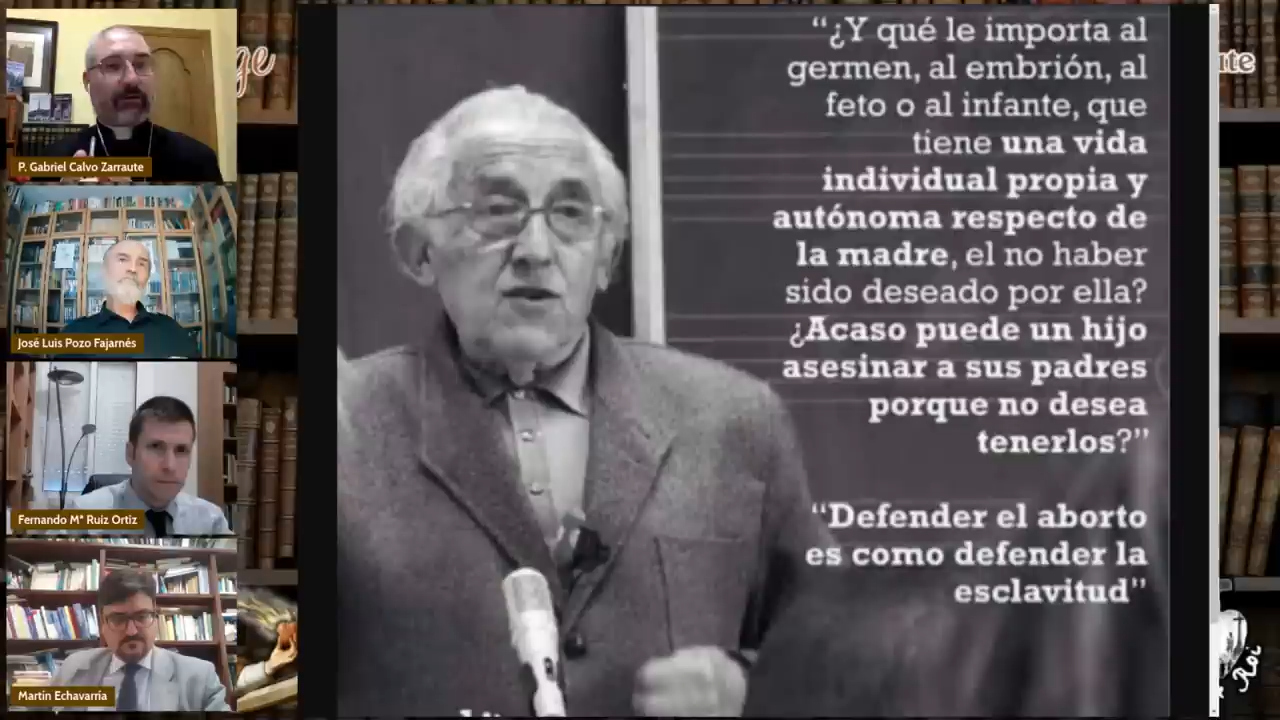 P. Gabriel Calvo Zarraute
José Luis Pozo Fajarnés
Fernando Mª Ruiz Ortiz
Martín Echavarría
“¿Y qué le importa al
germen, al embrión, al
feto o al infante, que
tiene una vida
individual propia y
autónoma respecto de
la madre, el no haber
sido deseado por ella?
¿Acaso puede un hijo
asesinar a sus padres
porque no desea
tenerlos?”
“Defender el aborto
es como defender la
esclavitud”
Roi